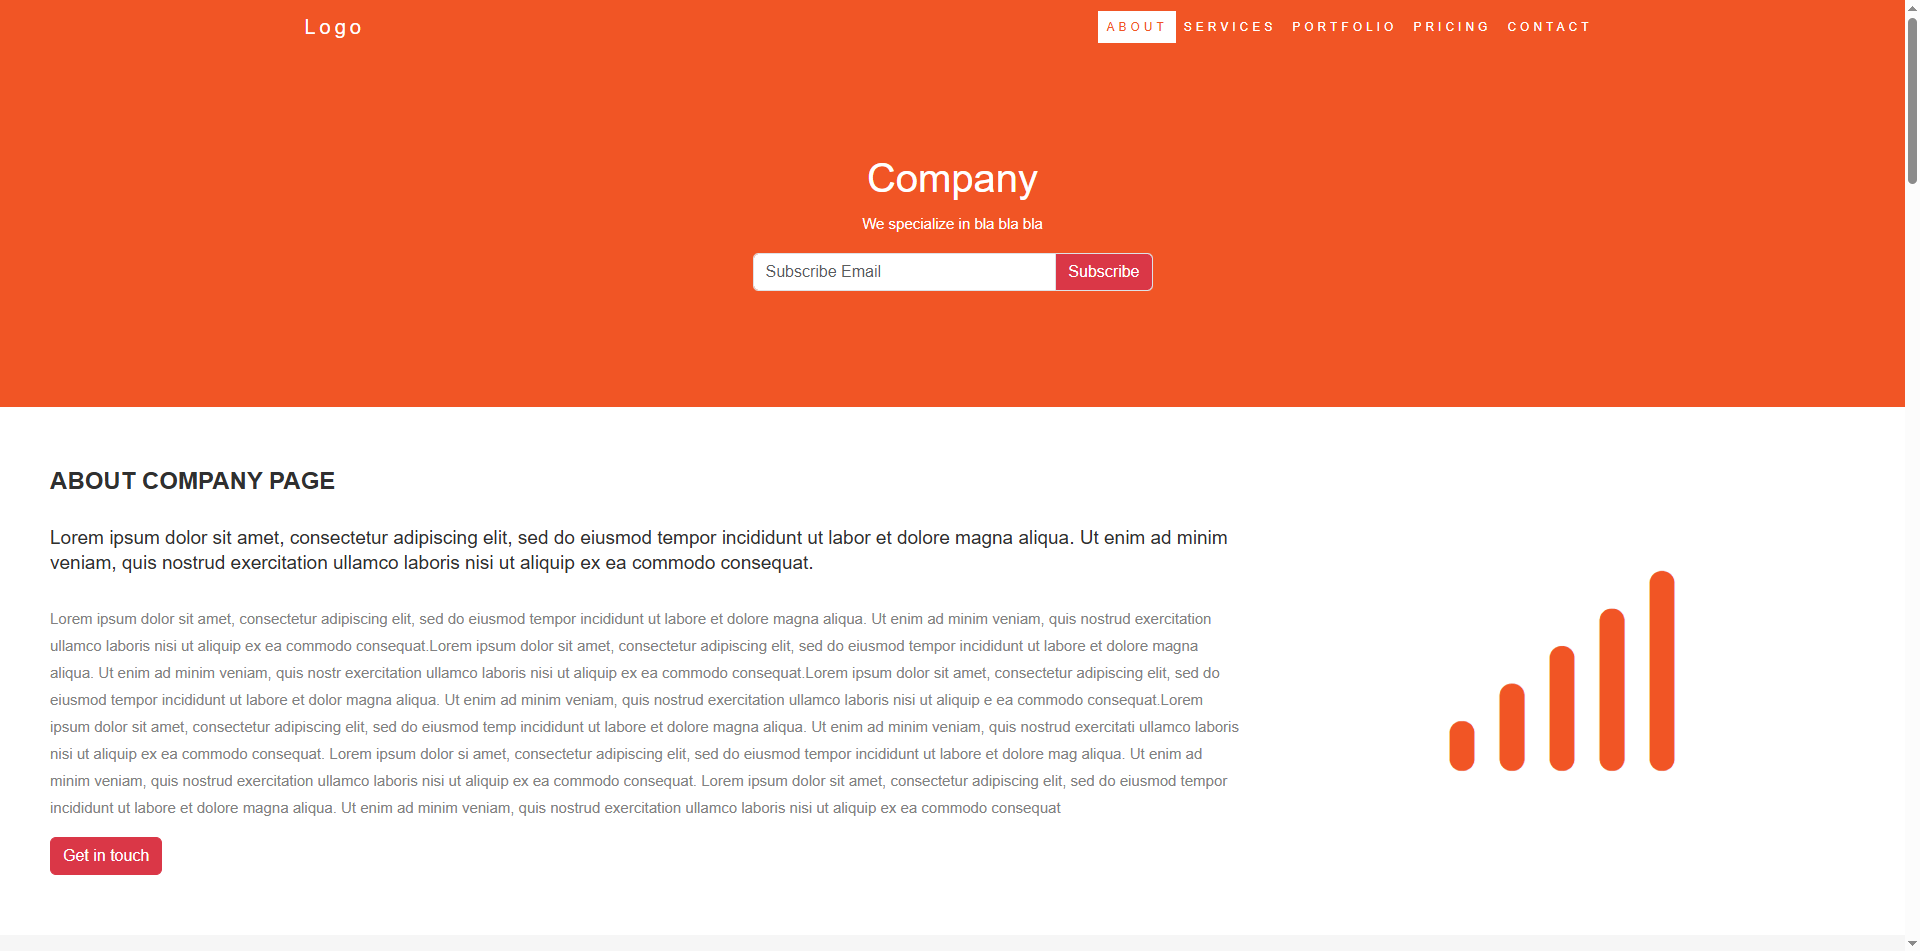 Logo
ABOUT SERVICES PORTFOLIO PRICING CONTACT
Company
We specialize in bla bla bla
Subscribe Email Subscribe
ABOUT COMPANY PAGE
Lorem ipsum dolor sit amet, consectetur adipiscing elit, sed do eiusmod tempor incididunt ut labor et dolore magna aliqua. Ut enim ad minim
veniam, quis nostrud exercitation ullamco laboris nisi ut aliquip ex ea commodo consequat.
Lorem ipsum dolor sit amet, consectetur adipiscing elit, sed do eiusmod tempor incididunt ut labore et dolore magna aliqua. Ut enim ad minim veniam, quis nostrud exercitation
ullamco laboris nisi ut aliquip ex ea commodo consequat.Lorem ipsum dolor sit amet, consectetur adipiscing elit, sed do eiusmod tempor incididunt ut labore et dolore magna
aliqua. Ut enim ad minim veniam, quis nostr exercitation ullamco laboris nisi ut aliquip ex ea commodo consequat.Lorem ipsum dolor sit amet, consectetur adipiscing elit, sed do
eiusmod tempor incididunt ut labore et dolor magna aliqua. Ut enim ad minim veniam, quis nostrud exercitation ullamco laboris nisi ut aliquip e ea commodo consequat.Lorem
ipsum dolor sit amet, consectetur adipiscing elit, sed do eiusmod temp incididunt ut labore et dolore magna aliqua. Ut enim ad minim veniam, quis nostrud exercitati ullamco laboris
nisi ut aliquip ex ea commodo consequat. Lorem ipsum dolor si amet, consectetur adipiscing elit, sed do eiusmod tempor incididunt ut labore et dolore mag aliqua. Ut enim ad
minim veniam, quis nostrud exercitation ullamco laboris nisi ut aliquip ex ea commodo consequat. Lorem ipsum dolor sit amet, consectetur adipiscing elit, sed do eiusmod tempor
incididunt ut labore et dolore magna aliqua. Ut enim ad minim veniam, quis nostrud exercitation ullamco laboris nisi ut aliquip ex ea commodo consequat
Get in touch